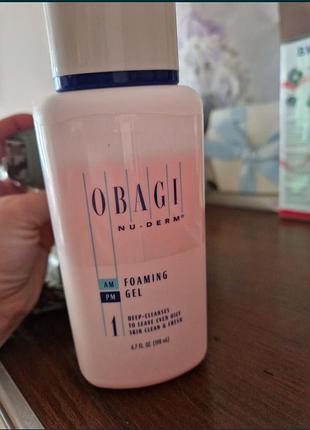 OBAGI
NU-DERM®
AM
PM
FOAMING
GEL
1
DEEP-CLEANSES
TO LEAVE EVEN OILY
SKIN CLEAN & FRESH
6.7 FL. OZ. (198 mL)